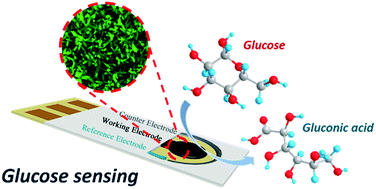 Glucose
Counter Electrode
Working Electrode
Reference Electrode
Gluconic acid
Glucose sensing